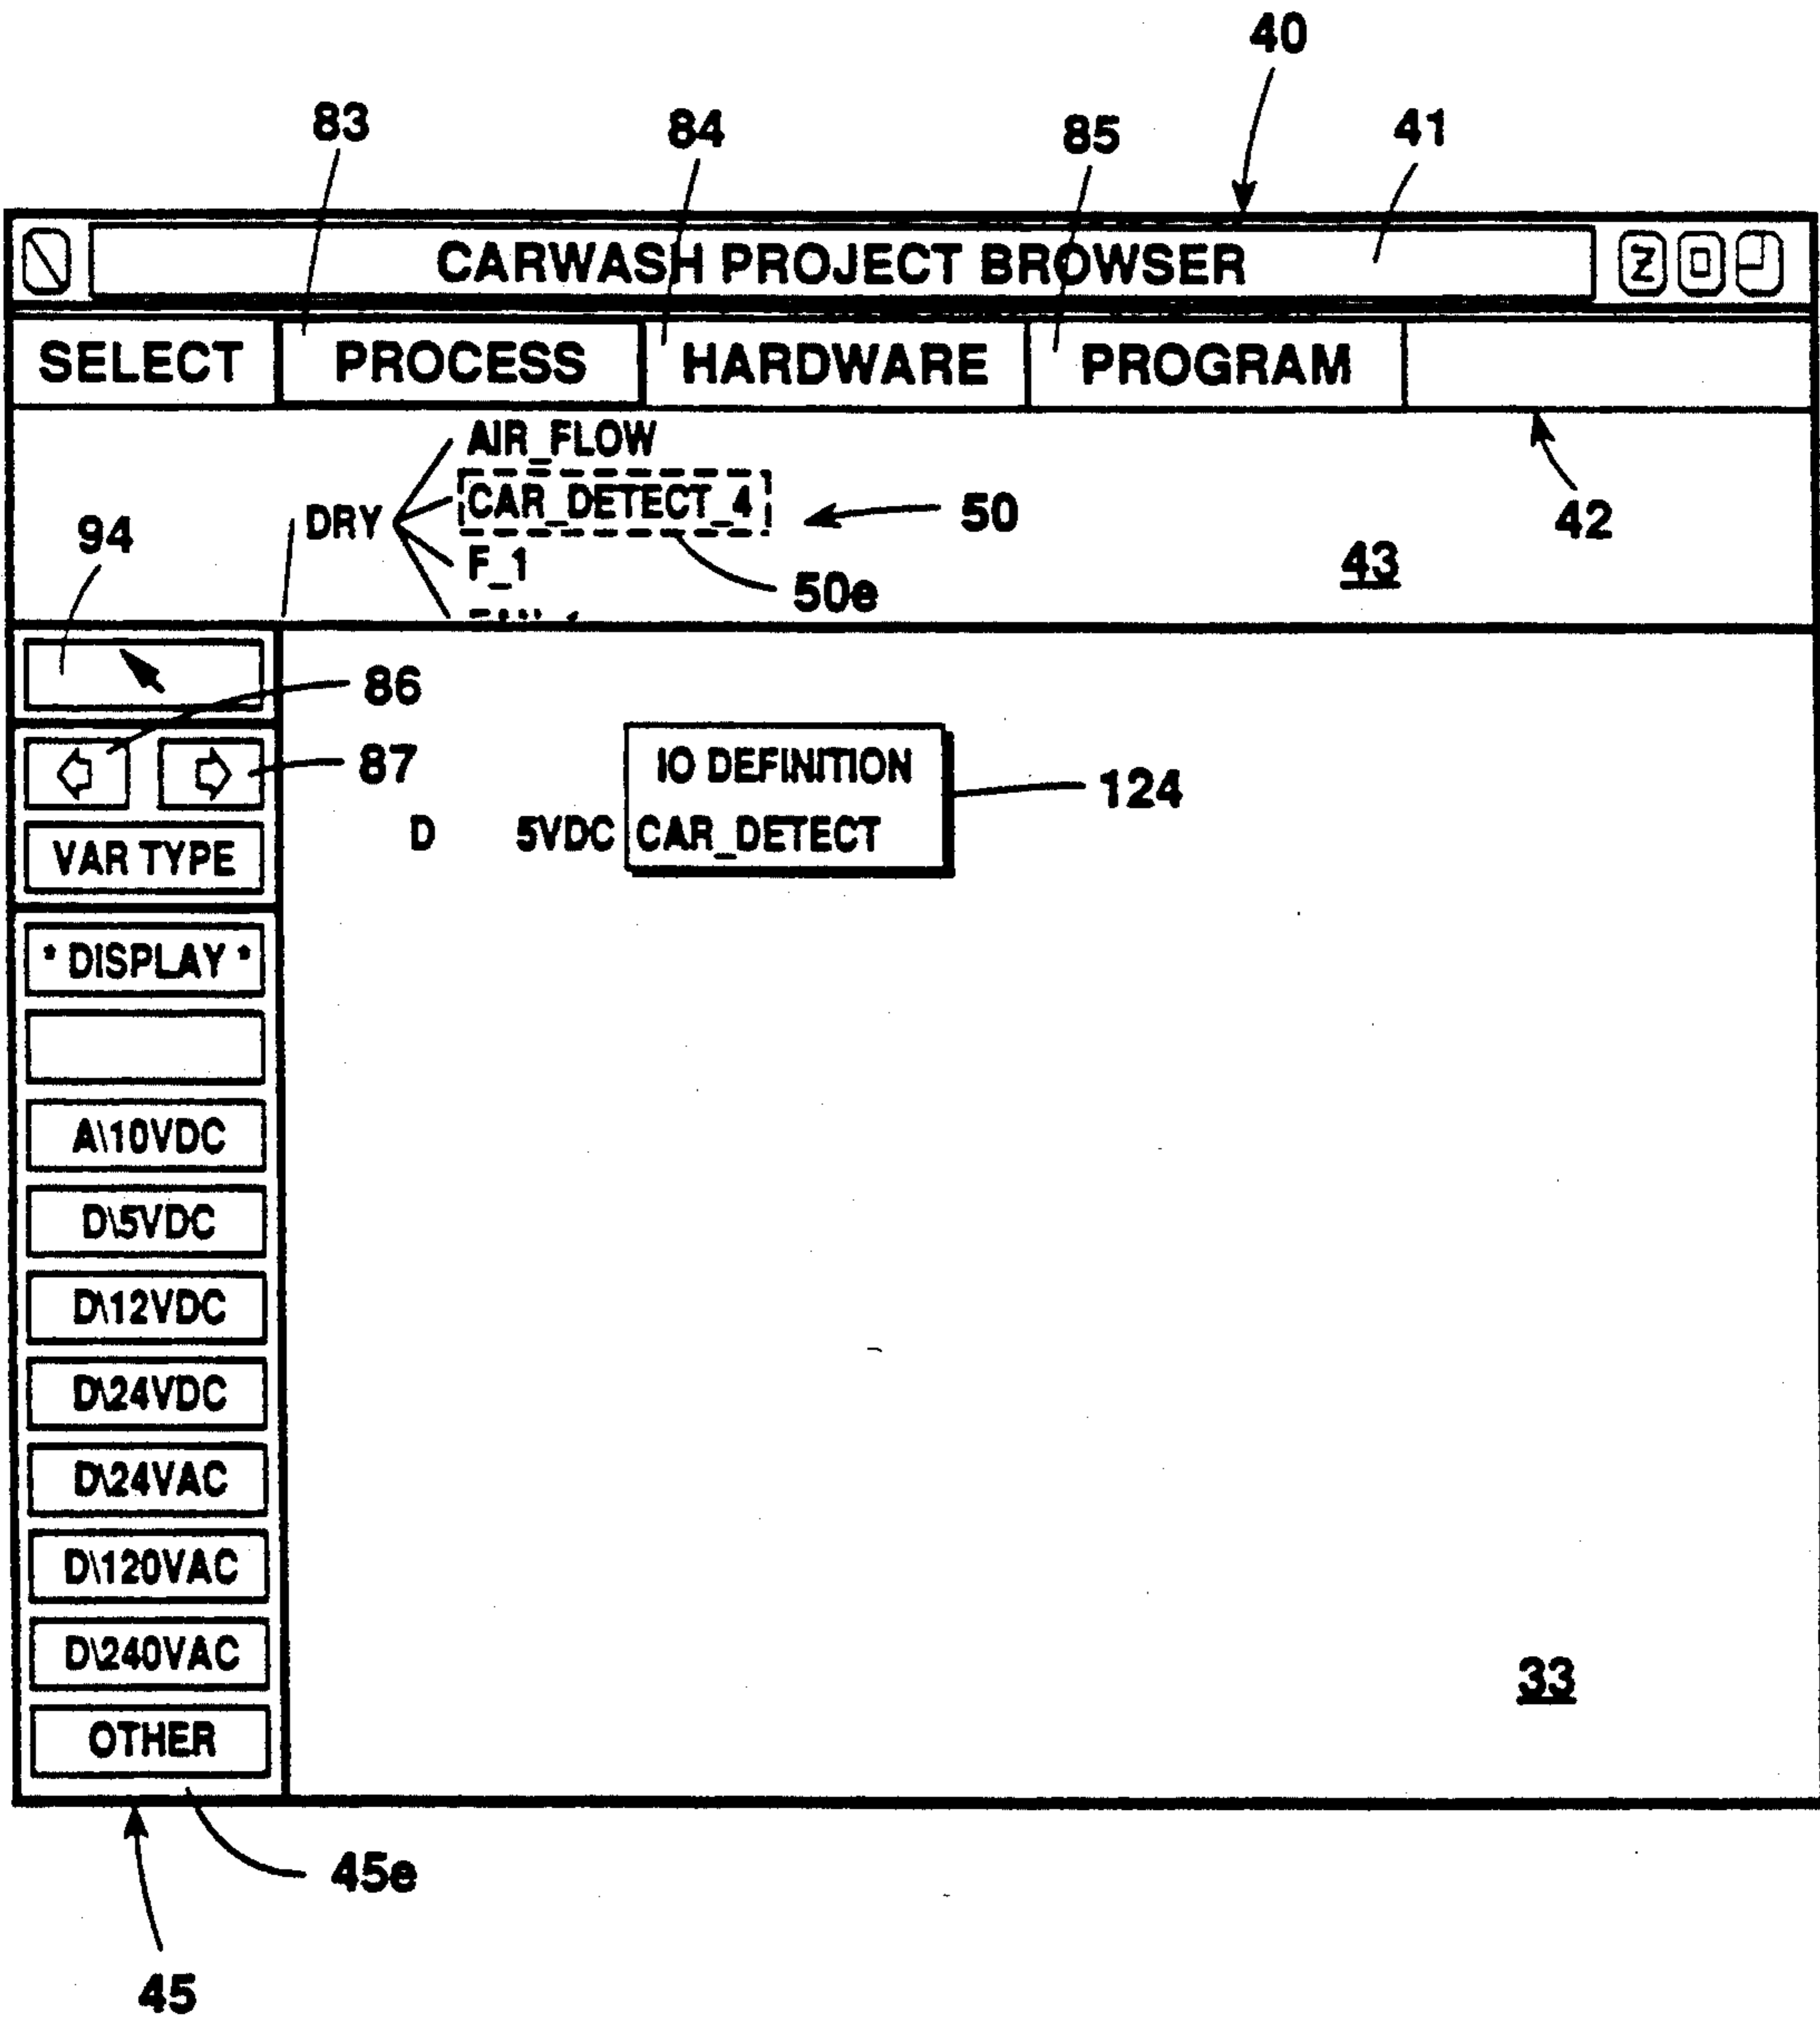 40
83 84 85 41
CARWASH PROJECT BROWSER
SELECT PROCESS HARDWARE PROGRAM
AIR_FLOW
DRY CAR_DETECT_4 50 42
94
F_1 50e 43
86
87
IO DEFINITION
124
D 5VDC CAR_DETECT
VAR TYPE
* DISPLAY *
A\10VDC
D\5VDC
D\12VDC
D\24VDC
D\24VAC
D\120VAC
D\240VAC
33
OTHER
45e
45